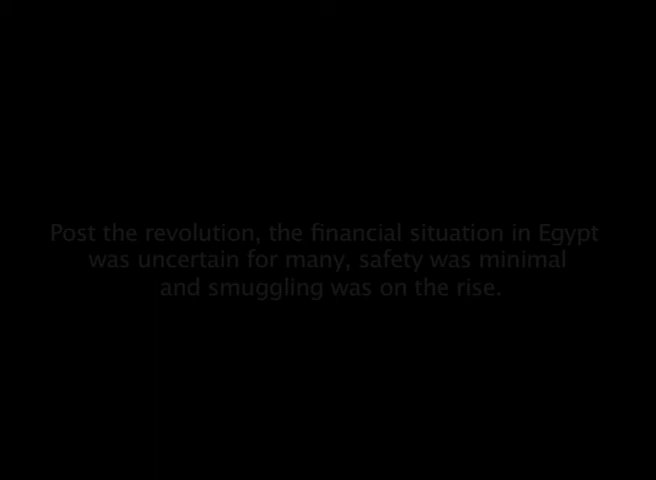 Post the revolution, the financial situation in Egypt
was uncertain for many, safety was minimal
and smuggling was on the rise.